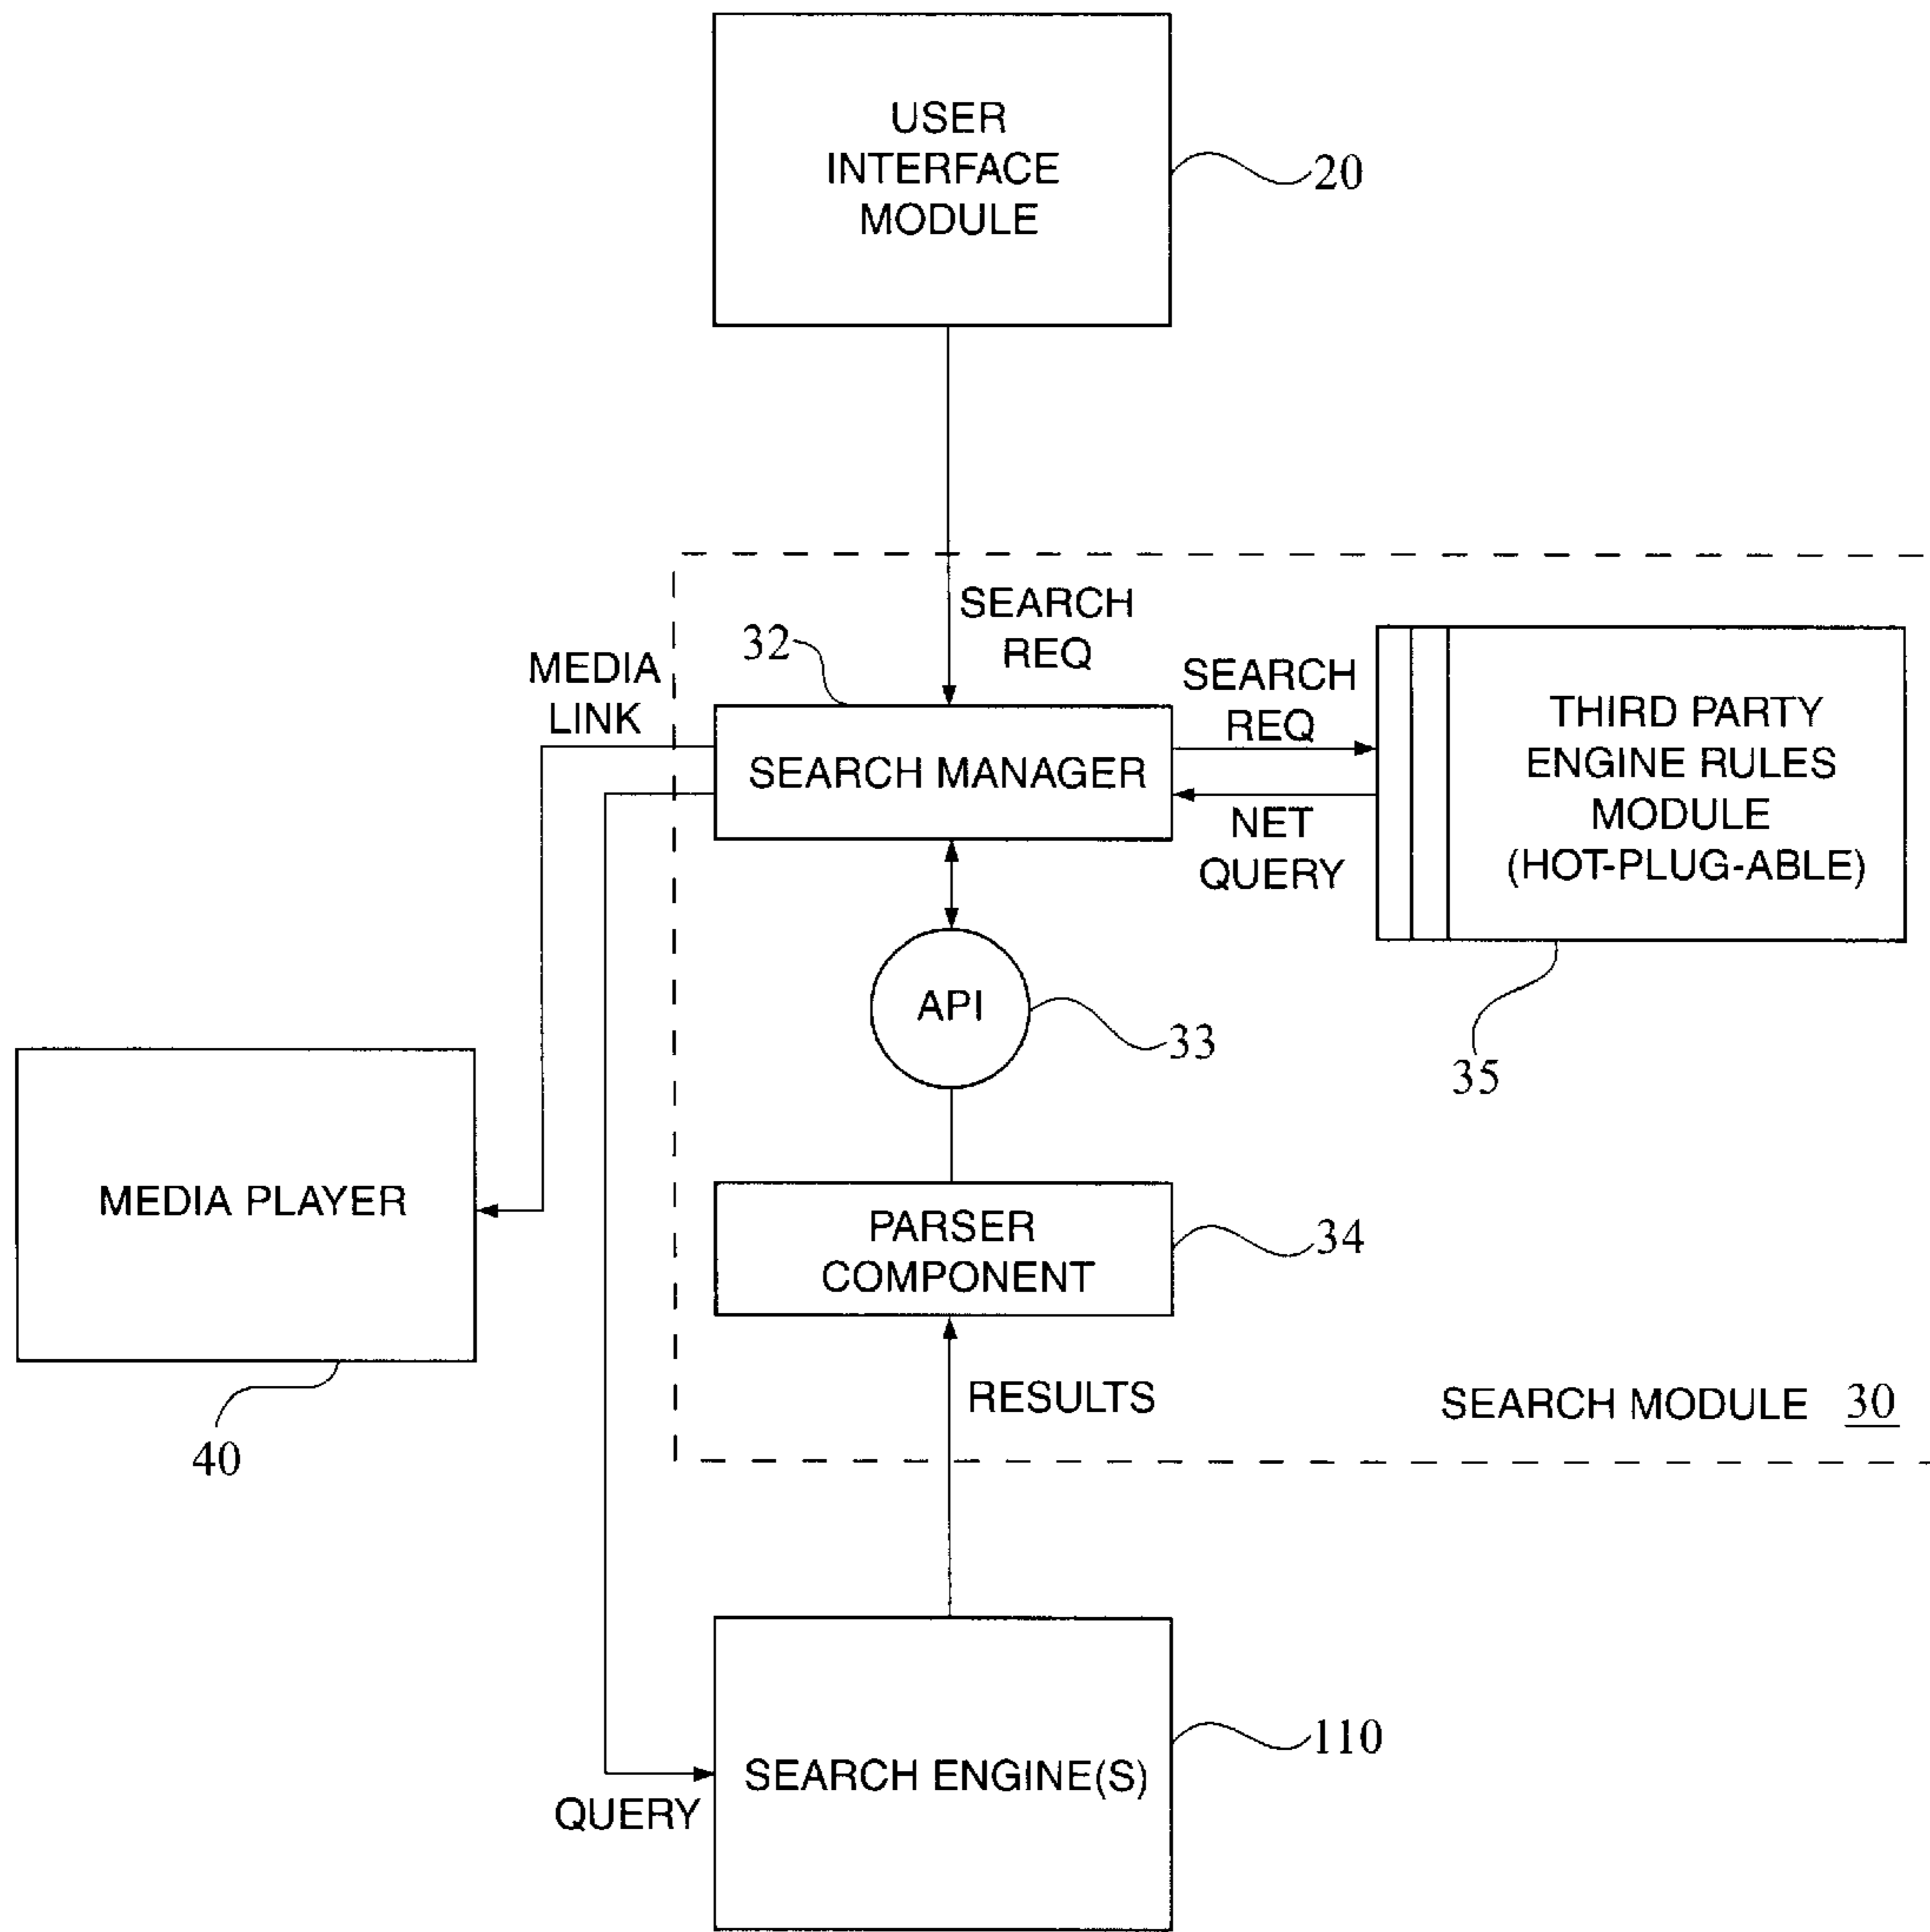 USER
INTERFACE
MODULE
20
SEARCH
REQ
32
MEDIA
LINK
SEARCH
REQ
SEARCH MANAGER
NET
QUERY
THIRD PARTY
ENGINE RULES
MODULE
(HOT-PLUG-ABLE)
35
API
33
MEDIA PLAYER
40
PARSER
COMPONENT
34
RESULTS
SEARCH MODULE 30
SEARCH ENGINE(S)
110
QUERY